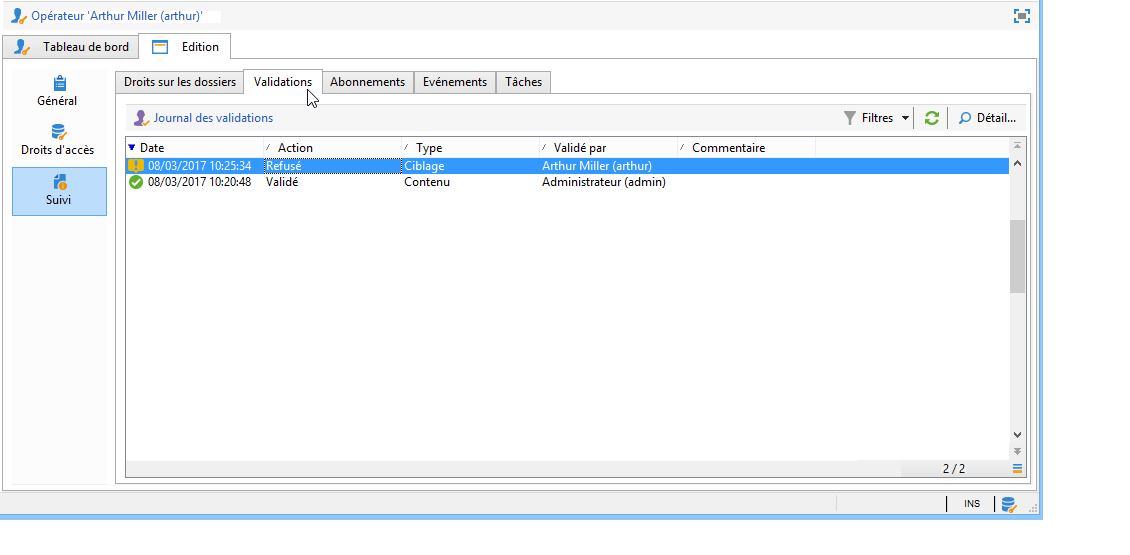 Opérateur 'Arthur Miller (arthur)'
Tableau de bord Edition
Général
Droits d'accès
Suivi
Droits sur les dossiers Validations Abonnements Evénements Tâches
Journal des validations Filtres Détail...
Date Action Type Validé par Commentaire
08/03/2017 10:25:34 Refusé Ciblage Arthur Miller (arthur)
08/03/2017 10:20:48 Validé Contenu Administrateur (admin)
2 / 2
INS